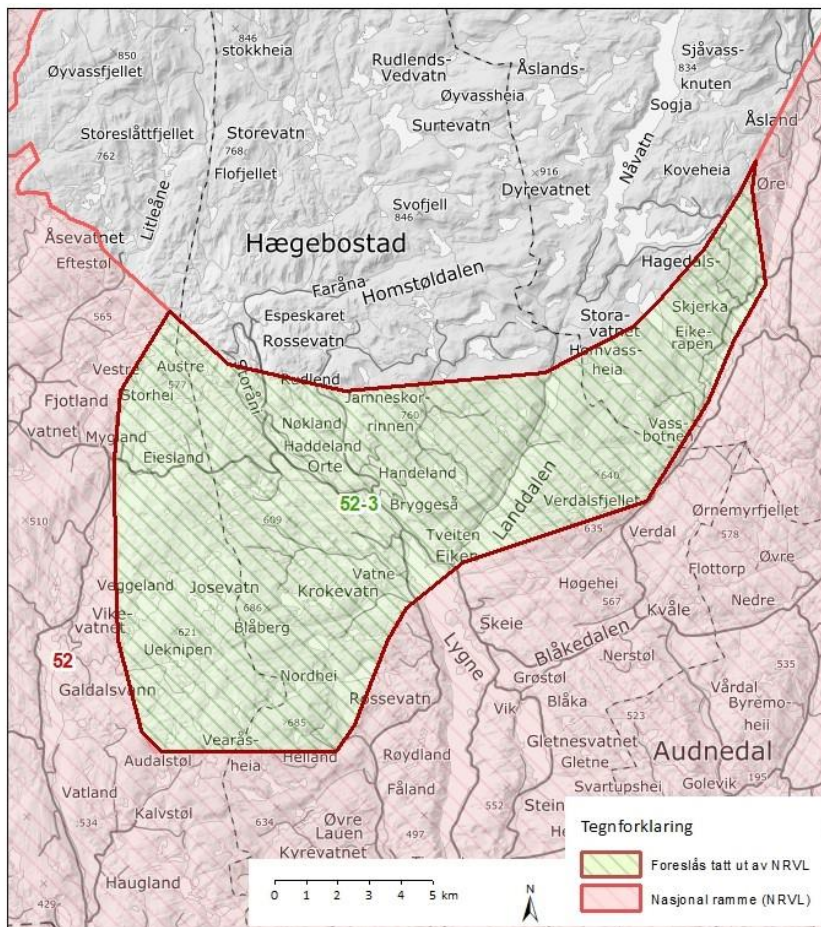 846
stokkheia
850
Øyvassfjellet
Rudlends-
Vedvatn
Åslands-
Sjåvass-
834
knuten
Øyvassheia
Sogja
Storeslåttfjellet
762
Storevatn
768
Flofjellet
Surtevatn
Åsland
Nåvatn
Koveheia
916
Dyrevatnet
Øre
Litleåne
Svofjell
846
Åsevatnet
Eftestøl
Hægebostad
Hagedals-
Faråna
Homstøldalen
Skjerka
565
Espeskaret
Rossevatn
Stora-
vatnet
Eike-
rapen
Homvass-
heia
Vestre
Austre
577
Storhei
Storåni
Rudlend
Jamneskor-
760
rinnen
Fjotland
vatnet
Mygland
Nøkland
Haddeland
Orte
Vass-
botnen
Eiesland
Handeland
640
510
609
52-3
Bryggeså
Landdalen
Verdalsfjellet
Ørnemyrfjellet
578
635
Verdal
Tveiten
Eiken
Flottorp
Øvre
Veggeland
Josevatn
Vatne
Krokevatn
Høgehei
567
Nedre
Vike-
vatnet
686
Blåberg
621
Ueknipen
Kvåle
Skeie
Lygne
Blåkedalen
Nerstøl
52
535
Galdalsvann
Nordhei
Grøstøl
Vårdal
Byremo-
heii
685
Røssevatn
Vik
Blåka
523
Vearås-
heia
Helland
Gletnesvatnet
Gletne
Audnedal
Audalstøl
Røydland
Vatland
534
Fåland
Svartupshei
Golevik
195
Kalvstøl
552
Stein
634
Øvre
Lauen
497
Kyrevatnet
Haugland
429
Tegnforklaring
Foreslås tatt ut av NRVL
Nasjonal ramme (NRVL)
0 1 2 3 4 5 km
N